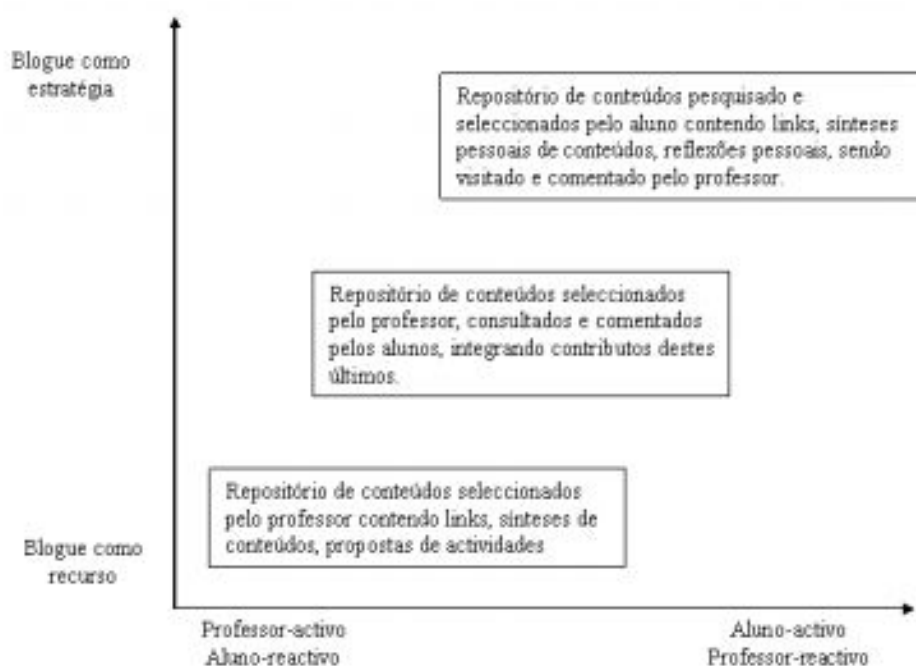 Blogue como
estratégia
Repositório de conteúdos pesquisado e
seleccionados pelo aluno contendo links, sínteses
pessoais de conteúdos, reflexões pessoais, sendo
visitado e comentado pelo professor.
Repositório de conteúdos seleccionados
pelo professor, consultados e comentados
pelos alunos, integrando contributos destes
últimos.
Repositório de conteúdos seleccionados
pelo professor contendo links, sínteses de
conteúdos, propostas de actividades
Blogue como
recurso
Professor-activo
Aluno-reactivo
Aluno-activo
Professor-reactivo